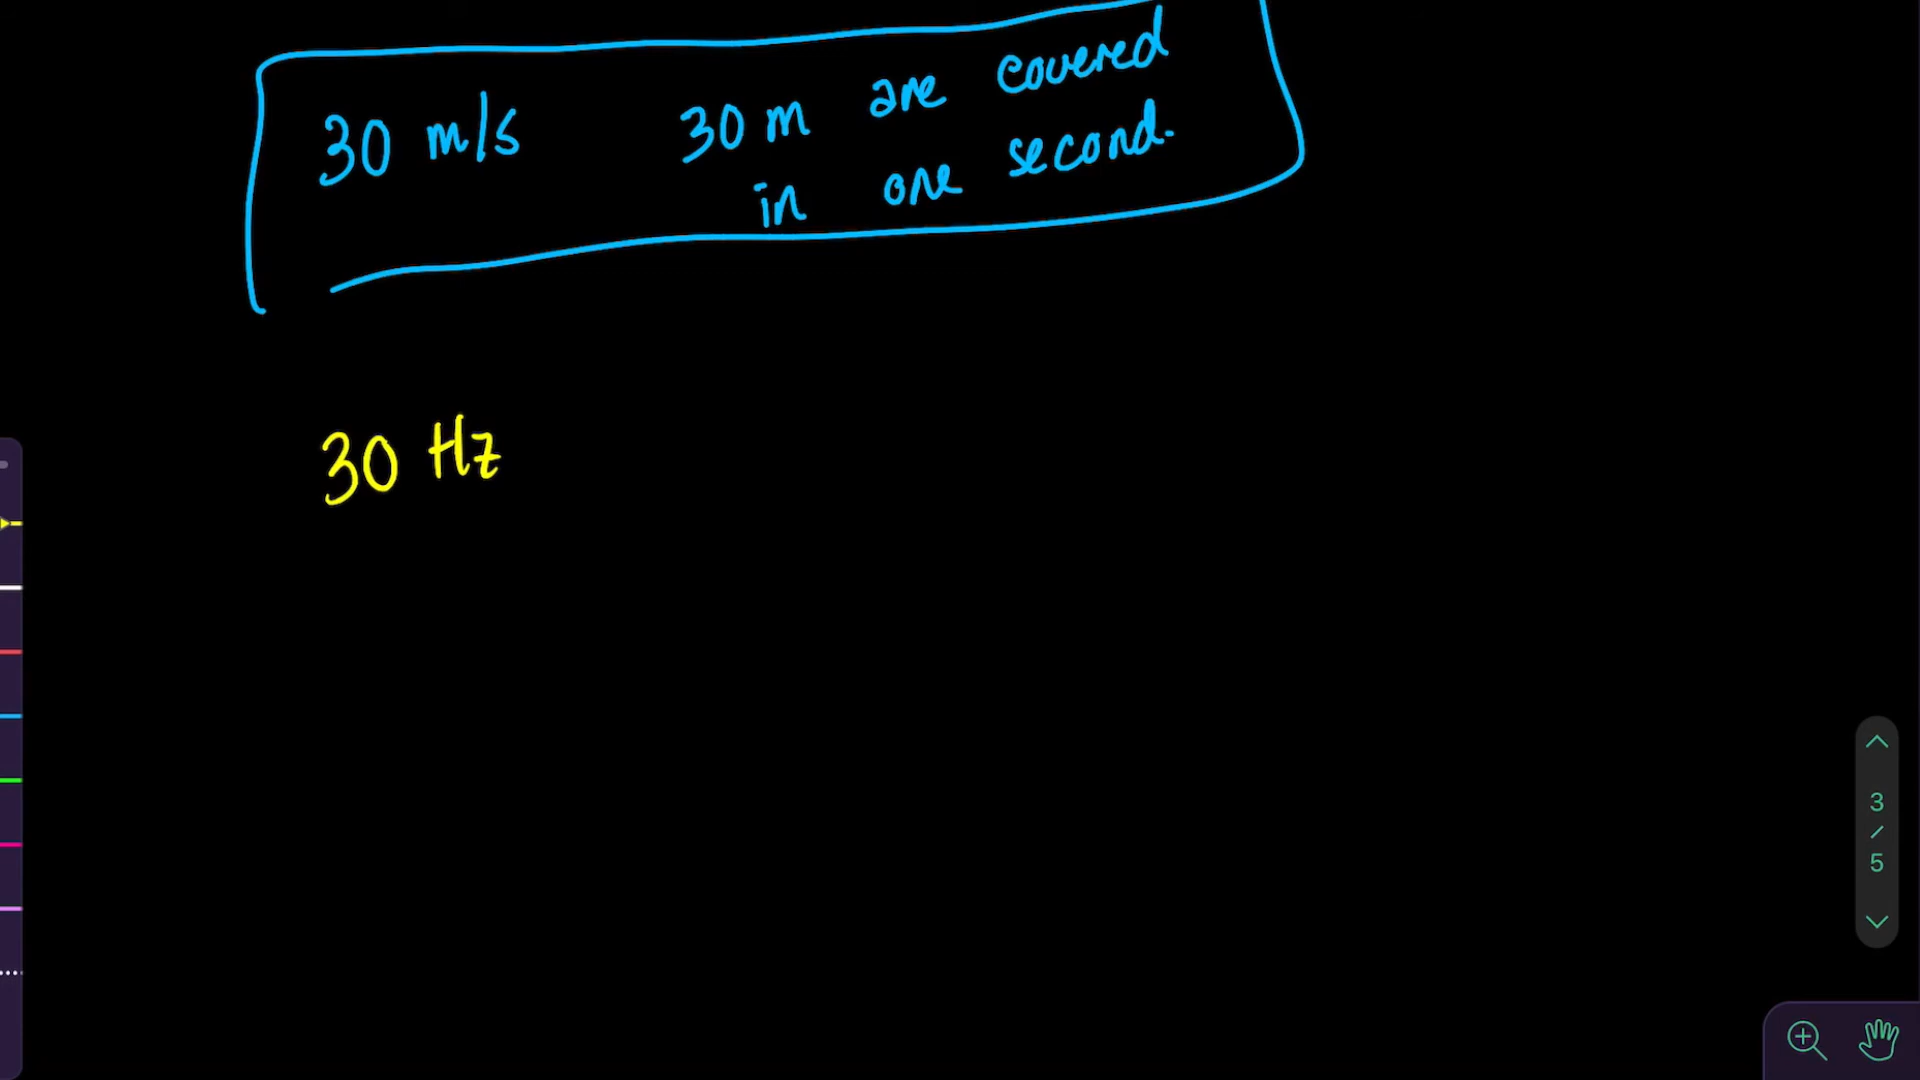 30 m/s 30 m are covered
in one second.
30 Hz
3
/
5